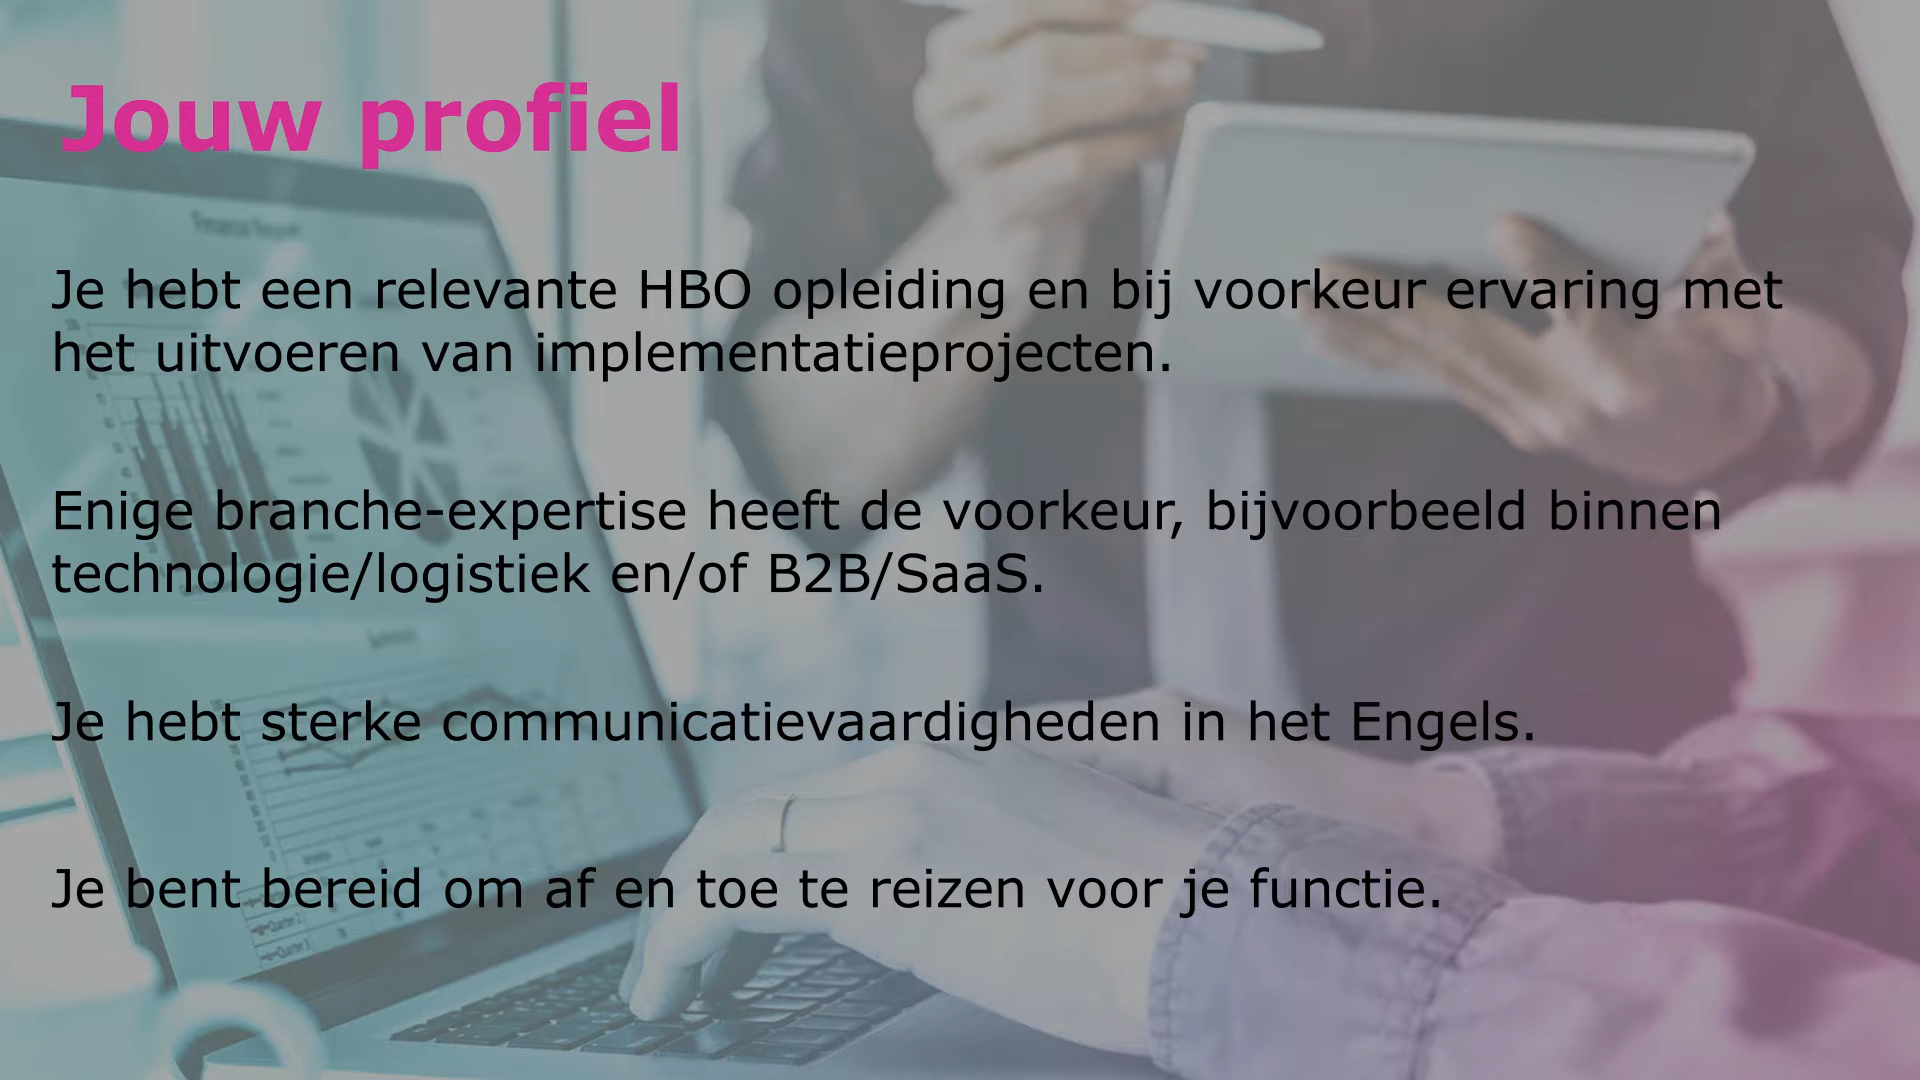 Jouw profiel
Je hebt een relevante HBO opleiding en bij voorkeur ervaring met
het uitvoeren van implementatieprojecten.
Enige branche-expertise heeft de voorkeur, bijvoorbeeld binnen
technologie/logistiek en/of B2B/SaaS.
Je hebt sterke communicatievaardigheden in het Engels.
Je bent bereid om af en toe te reizen voor je functie.